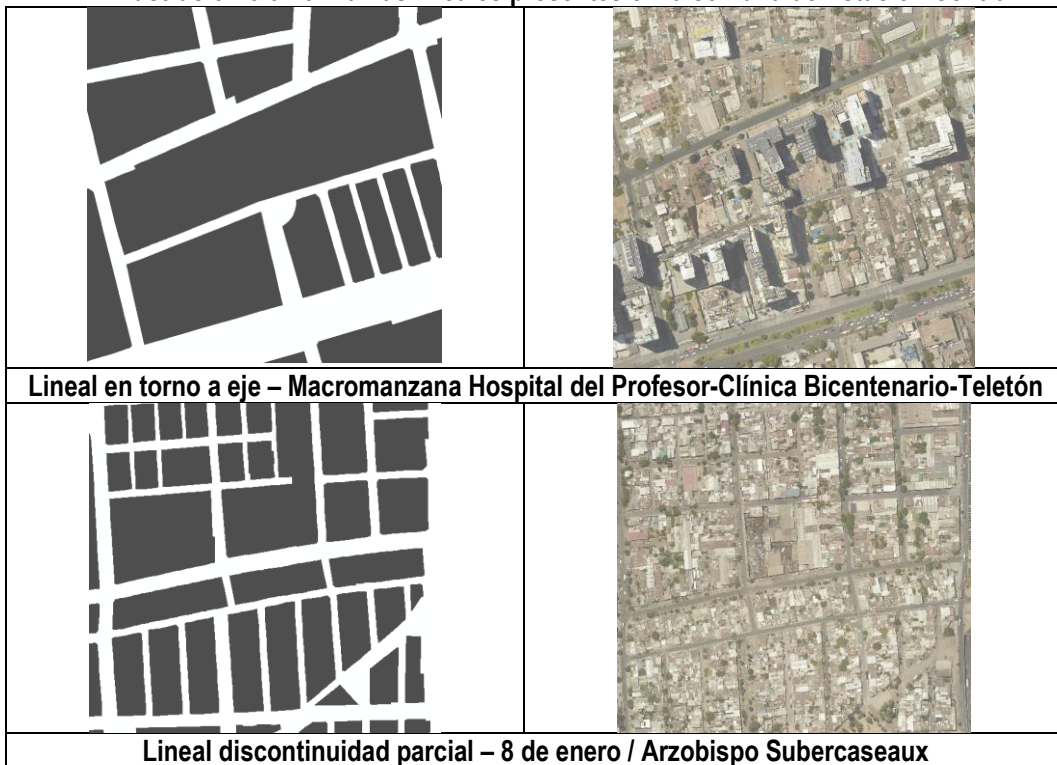 Lineal en torno a eje – Macromanzana Hospital del Profesor-Clínica Bicentenario-Teletón
Lineal discontinuidad parcial – 8 de enero / Arzobispo Subercaseaux